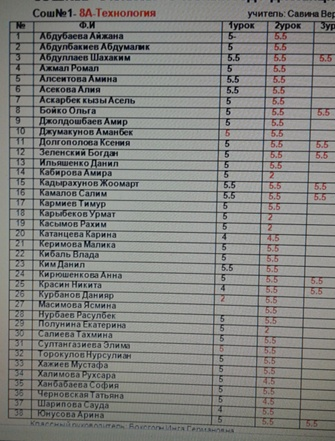 Сош№1- 8А-Технология учитель: Савина Вер
№ Ф.И 1урок 2урок 3ур
1 Абдубаева Айжана 5- 5.5
2 Абдулбакиев Абдумалик 5 5.5
3 Абдуллаев Шахаким 5 5.5 5.5
4 Ажмал Ромал 5 5.5
5 Алсеитова Амина 5.5 5.5
6 Асекова Алия 5.5 5.5
7 Аскарбек кызы Асель 5 5.5
8 Бойко Ольга 5 5.5 5.5
9 Джолдошбаев Амир 5 5.5
10 Джумакунов Аманбек 5 5.5
11 Долгополова Ксения 5 5.5 5.5
12 Зеленский Богдан 5 5.5 5.5
13 Ильяшенко Данил 5 5.5
14 Кабирова Амира 5 2
15 Кадырахунов Жоомарт 5.5 5.5 5.5
16 Камалов Салим 5.5 5.5 5.5
17 Кармиев Тимур 5 5.5
18 Карыбеков Урмат 5 2
19 Касымов Рахим 5 2
20 Катанцева Карина 4 4.5
21 Керимова Малика 5 5.5
22 Кибаль Влада 5 5.5
23 Ким Данил 5.5 5.5
24 Кирюшенкова Анна 5 5.5 5.5
25 Красин Никита 4 5.5 5.5
26 Курбанов Данияр 2 5.5
27 Масимова Ясмина 5.5
28 Нурбаев Расулбек 5 5.5
29 Полунина Екатерина 5 2
30 Салиева Тахмина 5 5.5
31 Султангазиева Элима 5 5.5
32 Торокулов Нурсулиан 5 5.5
33 Хажиев Мустафа 5 5.5
34 Халимова Рухсара 5 5.5
35 Ханбабаева София 5 4.5
36 Черновская Татьяна 5 5.5
37 Шарипова Сауда 4 4.5
38 Юнусова Арина 5 5.5 5.5
Классный руководитель